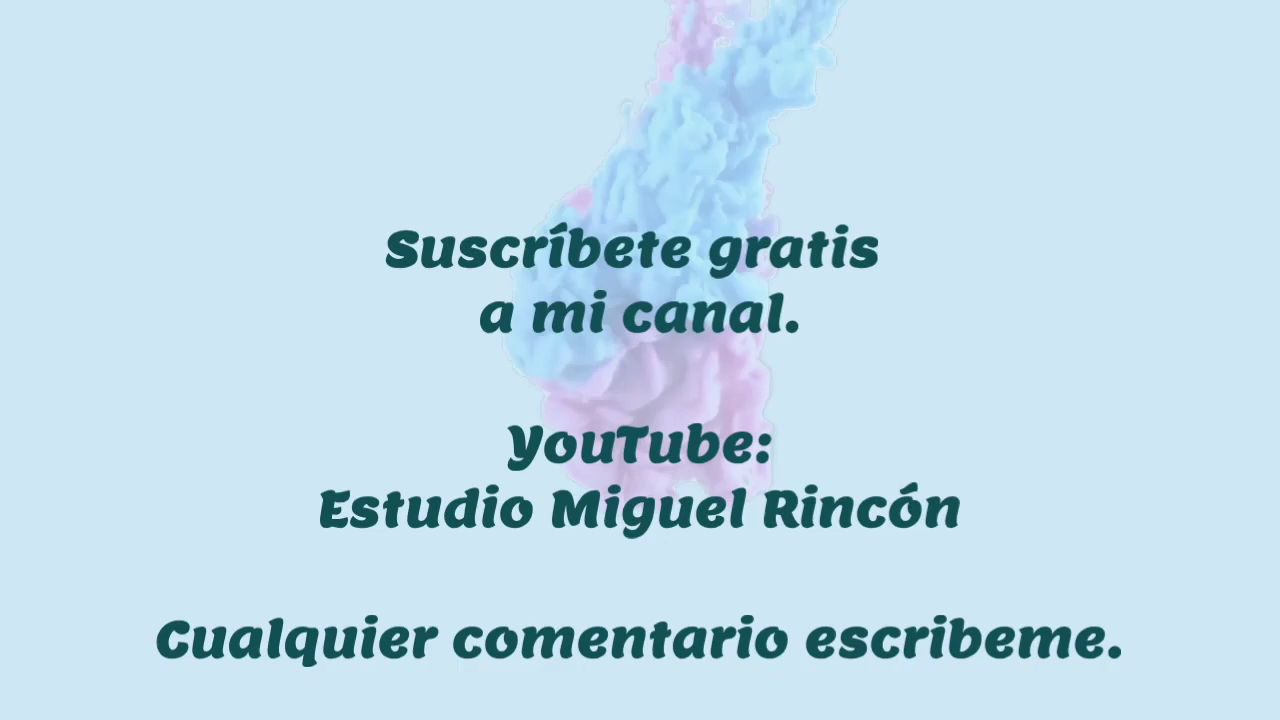 Suscríbete gratis
a mi canal.
YouTube:
Estudio Miguel Rincón
Cualquier comentario escribeme.